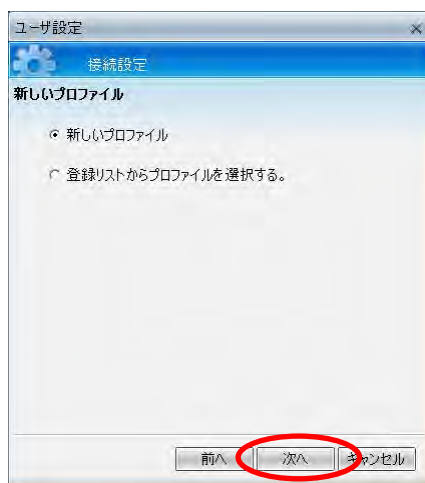 ユーザ設定
接続設定
新しいプロファイル
新しいプロファイル
登録リストからプロファイルを選択する。
前へ 次へ キャンセル